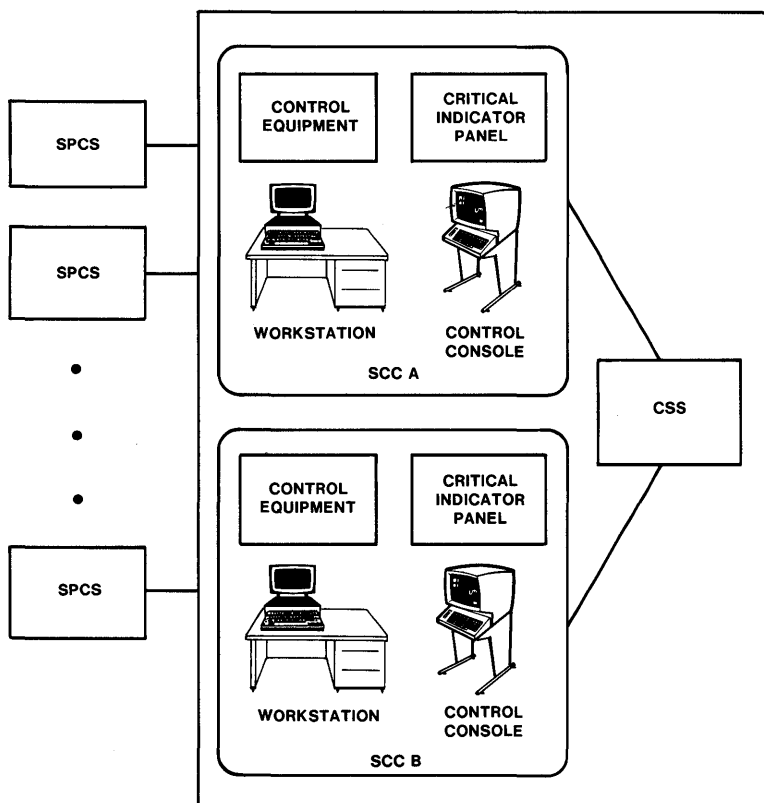 SPCS
SPCS
SPCS
CONTROL
EQUIPMENT
CRITICAL
INDICATOR
PANEL
WORKSTATION
CONTROL
CONSOLE
SCC A
CONTROL
EQUIPMENT
CRITICAL
INDICATOR
PANEL
WORKSTATION
CONTROL
CONSOLE
SCC B
CSS